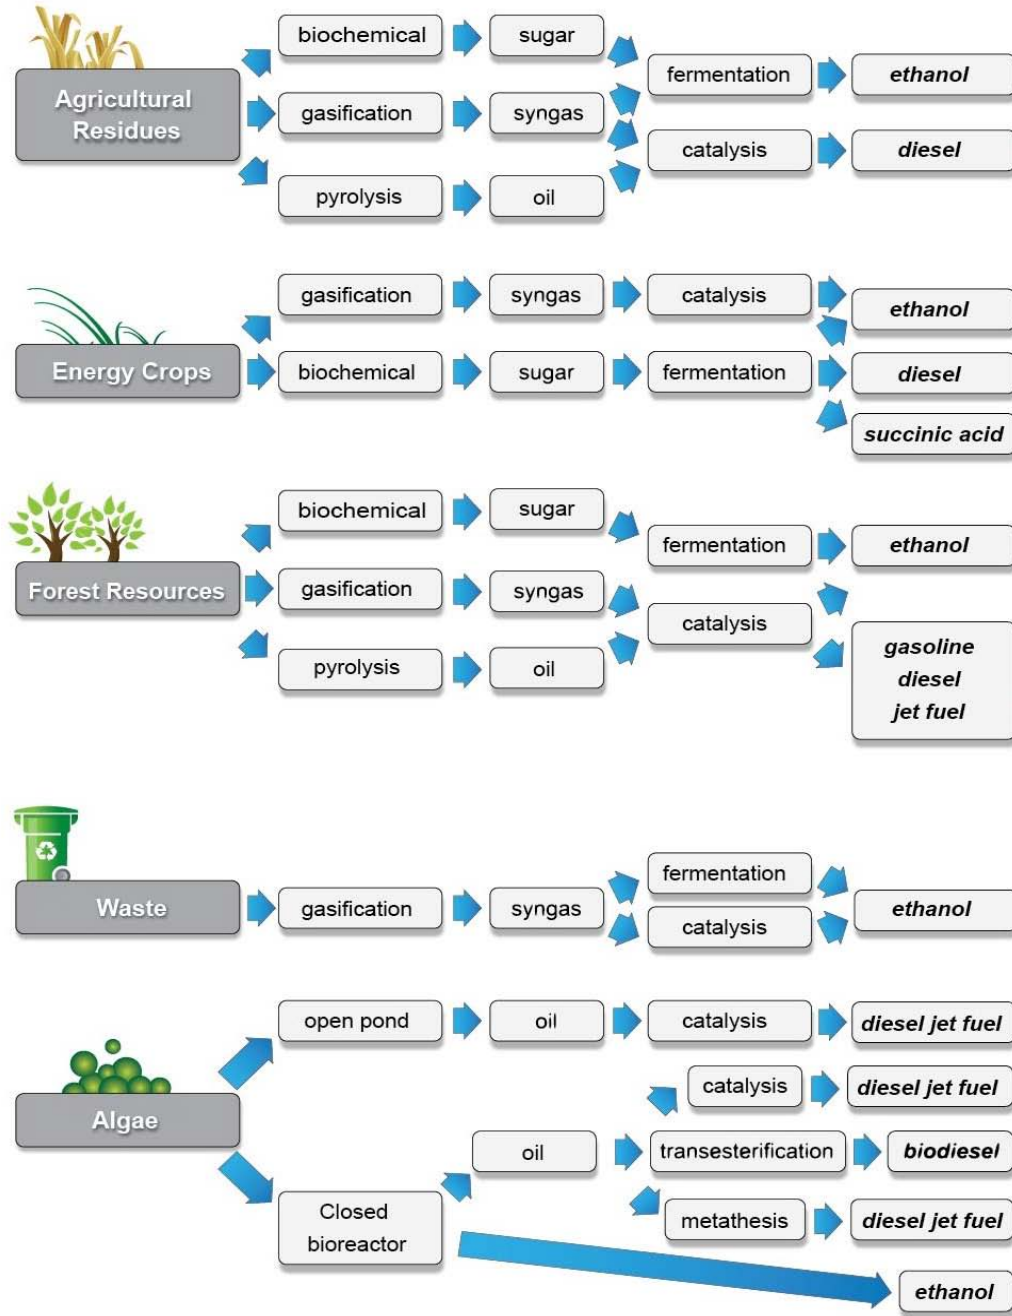 biochemical
sugar
fermentation
ethanol
Agricultural
Residues
gasification
syngas
catalysis
diesel
pyrolysis
oil
gasification
syngas
catalysis
ethanol
Energy Crops
biochemical
sugar
fermentation
diesel
succinic acid
biochemical
sugar
fermentation
ethanol
Forest Resources
gasification
syngas
catalysis
pyrolysis
oil
gasoline
diesel
jet fuel
Waste
gasification
syngas
fermentation
catalysis
ethanol
open pond
oil
catalysis
diesel jet fuel
Algae
catalysis
diesel jet fuel
oil
transesterification
biodiesel
Closed
bioreactor
metathesis
diesel jet fuel
ethanol